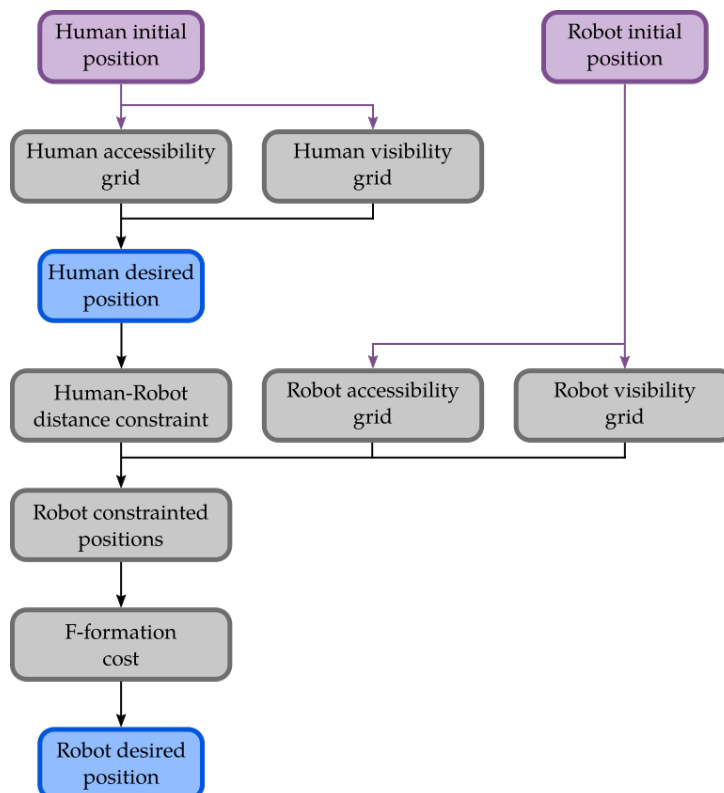 Human initial
position
Robot initial
position
Human accessibility
grid
Human visibility
grid
Human desired
position
Human-Robot
distance constraint
Robot accessibility
grid
Robot visibility
grid
Robot constrainted
positions
F-formation
cost
Robot desired
position